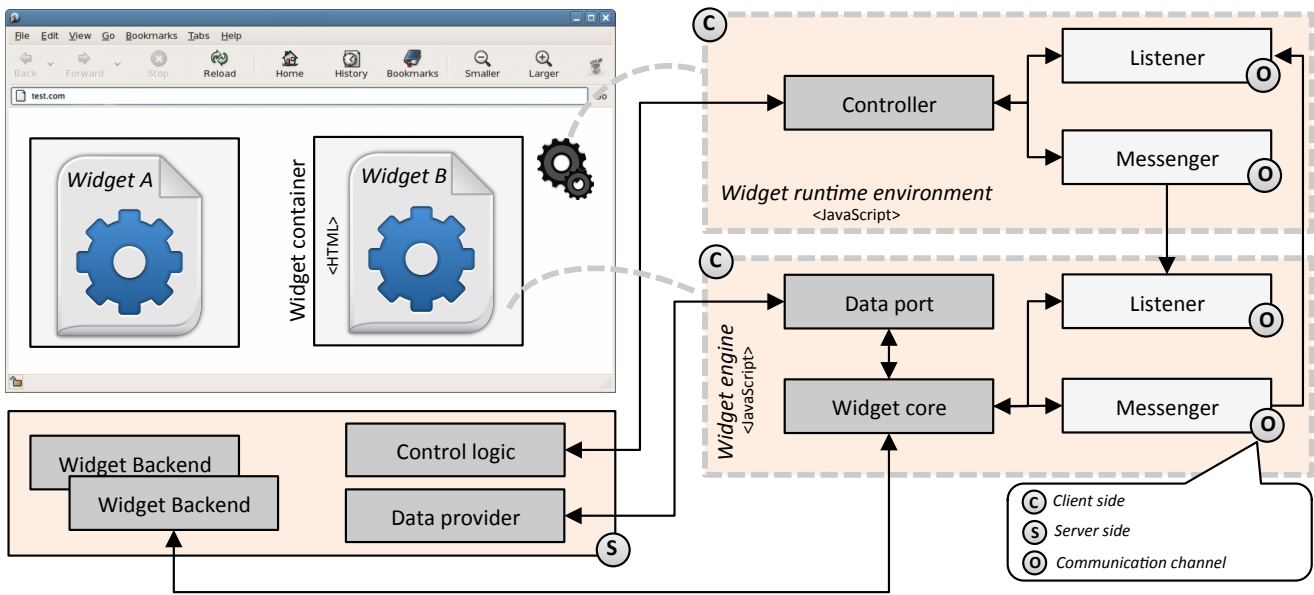 File Edit View Go Bookmarks Tabs Help
Back Forward Stop Reload Home History Bookmarks Smaller Larger
test.com
Go
Widget A
Widget container
<HTML>
Widget B
C
Controller
Listener
O
Messenger
O
Widget runtime environment
<JavaScript>
C
Widget engine
<JavaScript>
Data port
Listener
O
Widget core
Messenger
O
Widget Backend
Widget Backend
Control logic
Data provider
S
C Client side
S Server side
O Communication channel